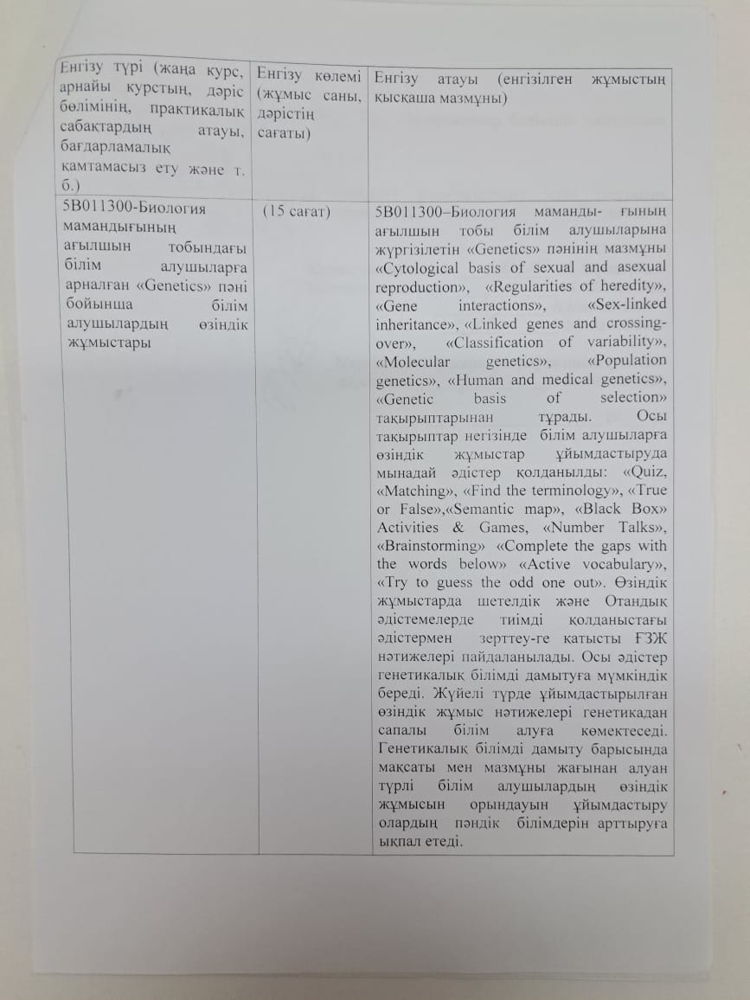 Енгізу түрі (жаңа курс,
арнайы курстың, дәріс
бөлімінің, практикалық
сабақтардың атауы,
бағдарламалық
қамтамасыз ету және т.
б.)
Енгізу көлемі
(жұмыс саны,
дәрістің
сағаты)
Енгізу атауы (енгізілген жұмыстың
қысқаша мазмұны)
5В011300-Биология
мамандығының
ағылшын тобындағы
білім алушыларға
арналған «Genetics» пәні
бойынша білім
алушылардың өзіндік
жұмыстары
(15 сағат)
5В011300–Биология маманды- ғының
ағылшын тобы білім алушыларына
жүргізілетін «Genetics» пәнінің мазмұны
«Cytological basis of sexual and asexual
reproduction», «Regularities of heredity»,
«Gene interactions», «Sex-linked
inheritance», «Linked genes and crossing-
over», «Classification of variability»,
«Molecular genetics», «Population
genetics», «Human and medical genetics»,
«Genetic basis of selection»
тақырыптарынан тұрады. Осы
тақырыптар негізінде білім алушыларға
өзіндік жұмыстар ұйымдастыруда
мынадай әдістер қолданылды: «Quiz,
«Matching», «Find the terminology», «True
or False»,«Semantic map», «Black Box»
Activities & Games, «Number Talks»,
«Brainstorming» «Complete the gaps with
the words below» «Active vocabulary»,
«Try to guess the odd one out». Өзіндік
жұмыстарда шетелдік және Отандық
әдістемелерде тиімді қолданыстағы
әдістермен зерттеу-ге қатысты ҒЗЖ
нәтижелері пайдаланылады. Осы әдістер
генетикалық білімді дамытуға мүмкіндік
береді. Жүйелі түрде ұйымдастырылған
өзіндік жұмыс нәтижелері генетикадан
сапалы білім алуға көмектеседі.
Генетикалық білімді дамыту барысында
мақсаты мен мазмұны жағынан алуан
түрлі білім алушылардың өзіндік
жұмысын орындауын ұйымдастыру
олардың пәндік білімдерін арттыруға
ықпал етеді.